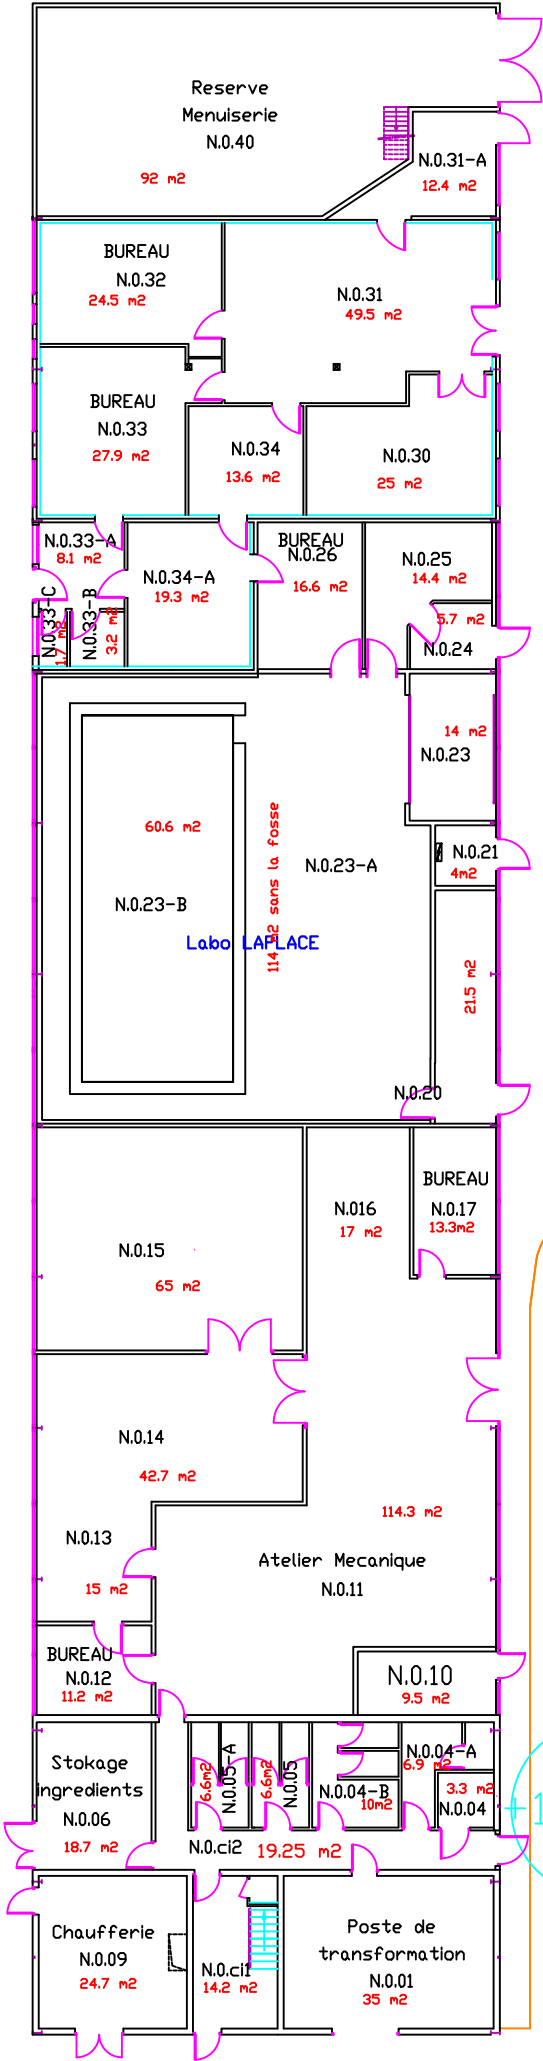 Reserve
Menuiserie
N.0.40
92 m2
N.0.31-A
12.4 m2
BUREAU
N.0.32
24.5 m2
N.0.31
49.5 m2
BUREAU
N.0.33
27.9 m2
N.0.34
13.6 m2
N.0.30
25 m2
N.0.33-A
8.1 m2
N.0.33-C
1.7 m2
N.0.33-B
3.2 m2
N.0.34-A
19.3 m2
BUREAU
N.0.26
16.6 m2
N.0.25
14.4 m2
5.7 m2
N.0.24
14 m2
N.0.23
60.6 m2
N.0.23-B
N.0.23-A
114 m2 sans la fosse
Labo LAPLACE
N.0.21
4m2
21.5 m2
N.0.20
N.0.15
65 m2
N.016
17 m2
BUREAU
N.0.17
13.3m2
N.0.14
42.7 m2
114.3 m2
N.0.13
15 m2
Atelier Mecanique
N.0.11
BUREAU
N.0.12
11.2 m2
N.0.10
9.5 m2
Stokage
ingredients
N.0.06
18.7 m2
6.6m2
N.0.05-A
6.6m2
N.0.05
N.0.04-B
10m2
N.0.04-A
6.9 m2
3.3 m2
N.0.04
1
N.0.ci2
19.25 m2
Chaufferie
N.0.09
24.7 m2
N.0.ci1
14.2 m2
Poste de
transformation
N.0.01
35 m2